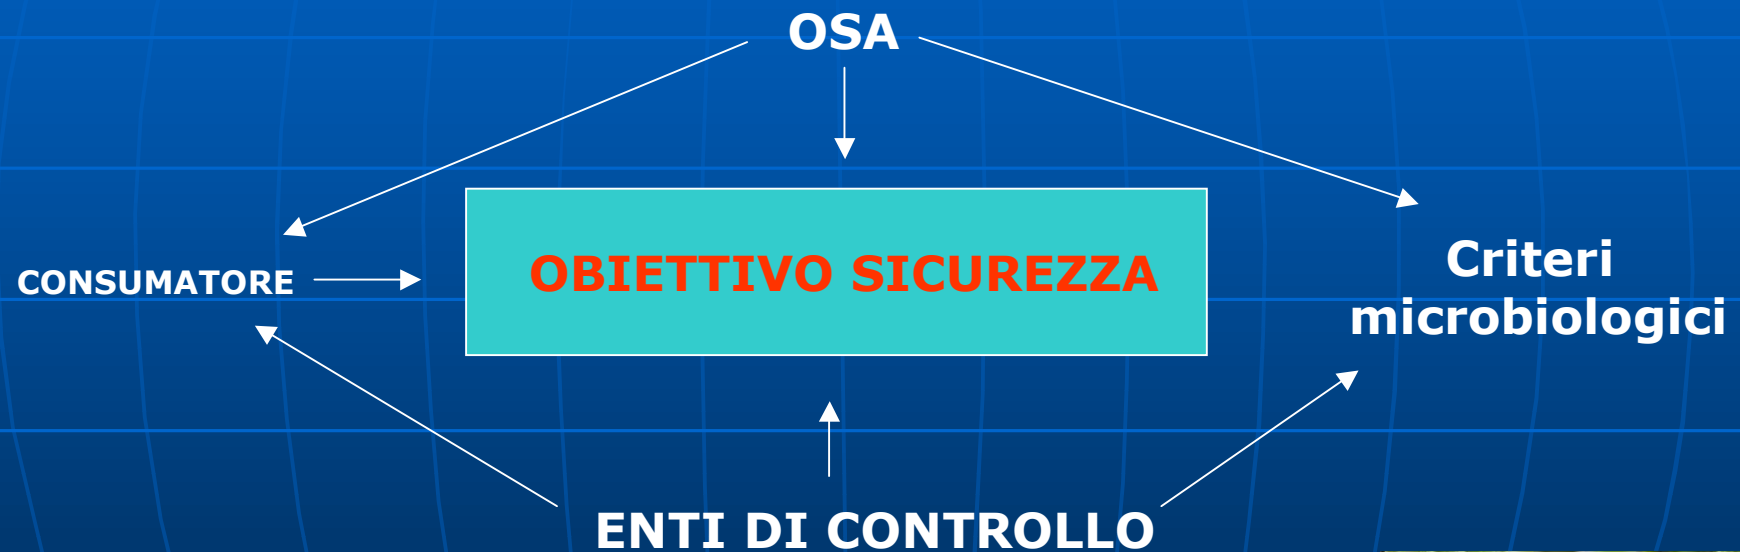 OSA
CONSUMATORE
OBIETTIVO SICUREZZA
Criteri
microbiologici
ENTI DI CONTROLLO